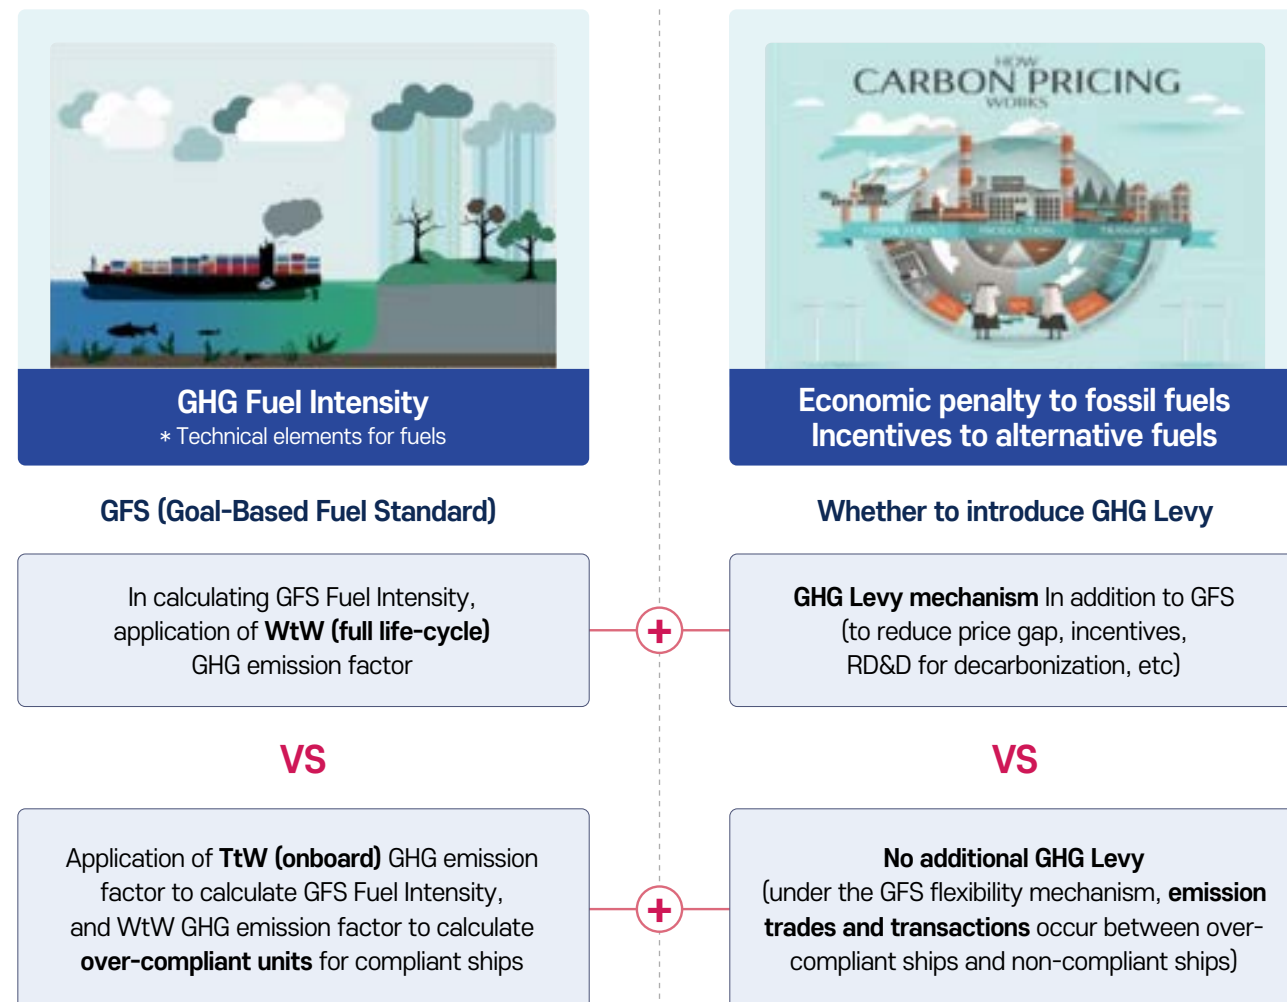 HOW
CARBON PRICING
WORKS
FOSSIL FUELS
PRODUCTION
TRANSPORT
GHG Fuel Intensity
* Technical elements for fuels
Economic penalty to fossil fuels
Incentives to alternative fuels
GFS (Goal-Based Fuel Standard)
In calculating GFS Fuel Intensity,
application of WtW (full life-cycle)
GHG emission factor
VS
Application of TtW (onboard) GHG emission
factor to calculate GFS Fuel Intensity,
and WtW GHG emission factor to calculate
over-compliant units for compliant ships
Whether to introduce GHG Levy
GHG Levy mechanism In addition to GFS
(to reduce price gap, incentives,
RD&D for decarbonization, etc)
VS
No additional GHG Levy
(under the GFS flexibility mechanism, emission
trades and transactions occur between over-
compliant ships and non-compliant ships)
+
+